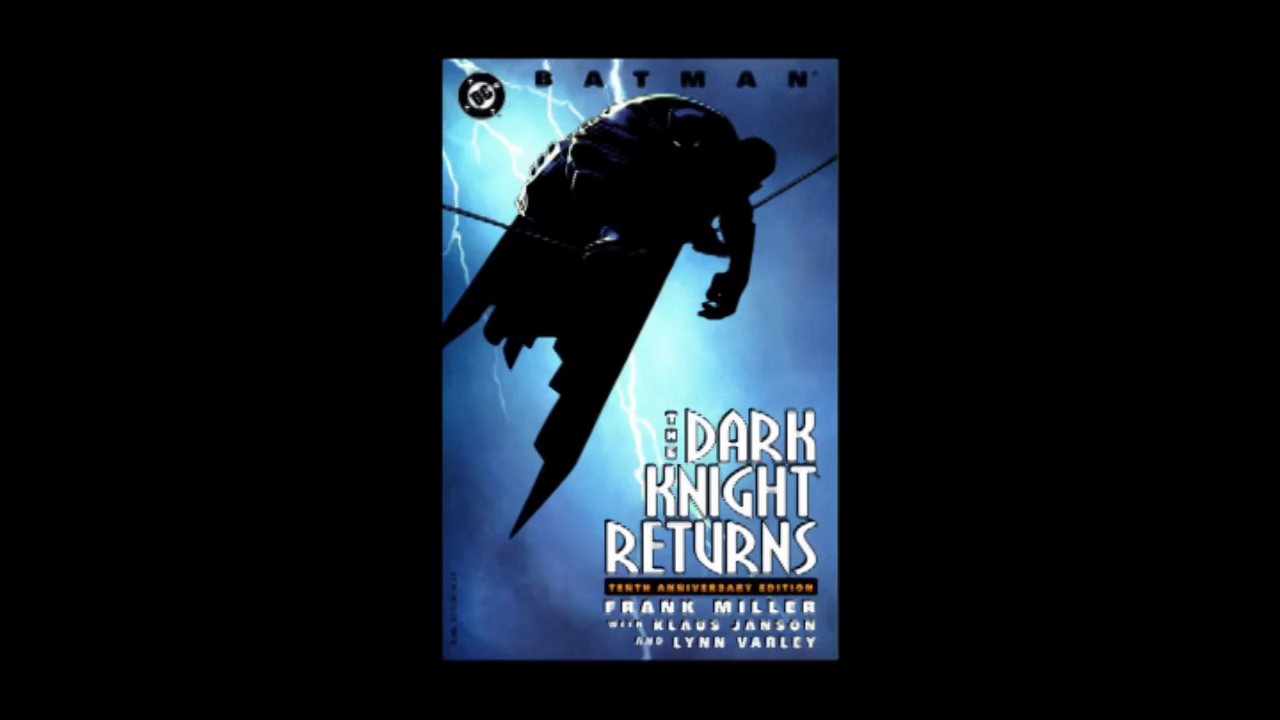 BATMAN
DC
THE DARK
KNIGHT
RETURNS
TENTH ANNIVERSARY EDITION
FRANK MILLER
WITH KLAUS JANSON
AND LYNN VARLEY